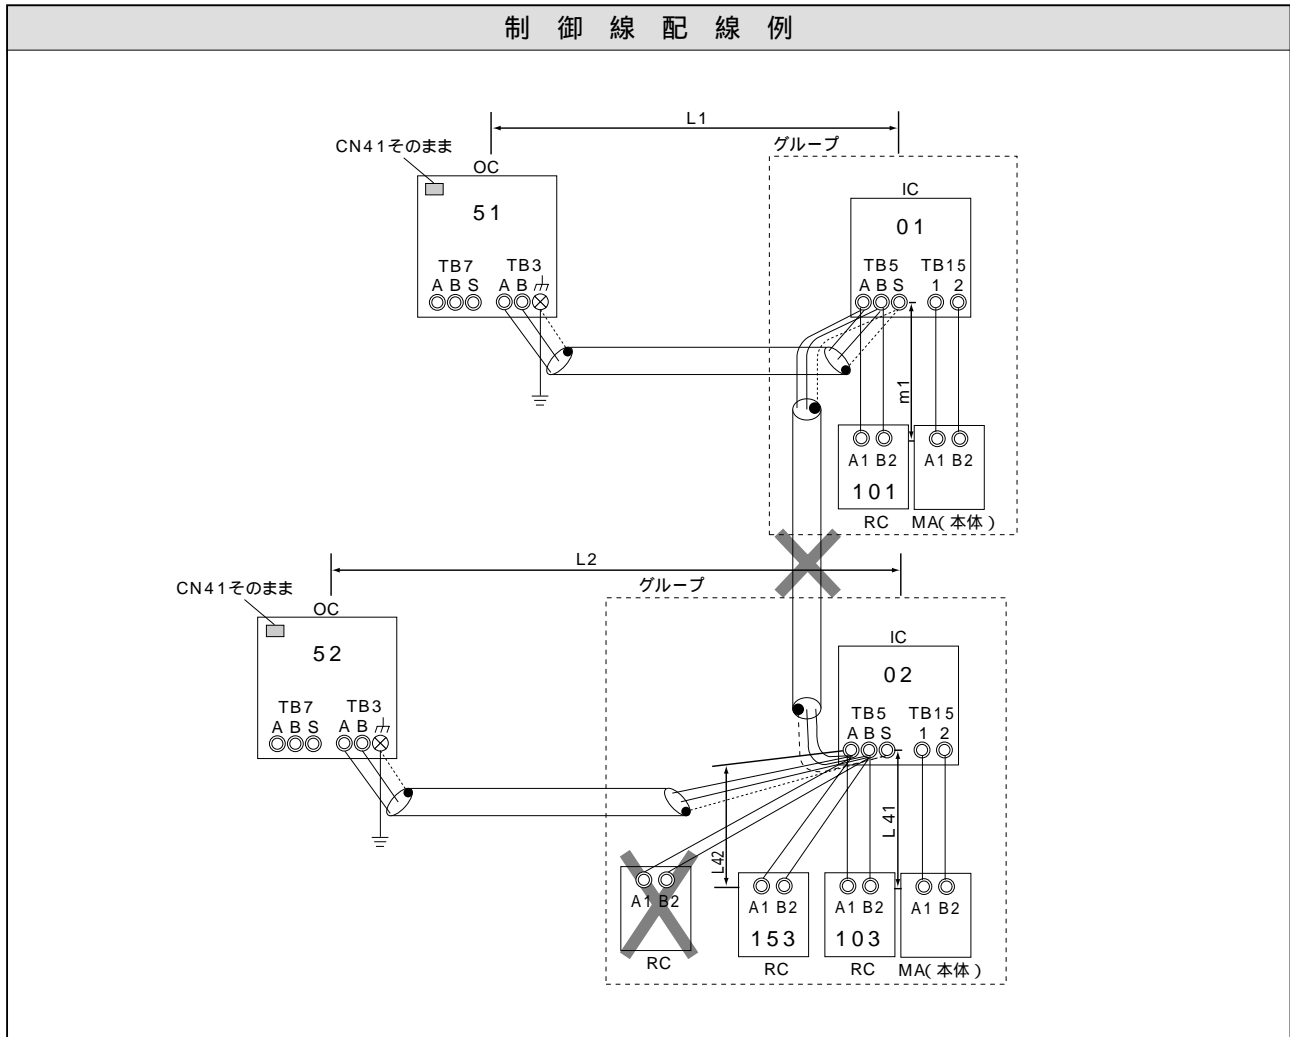 制 御 線 配 線 例
L1
グループ
CN41そのまま
OC
51
TB7 TB3
A B S A B
IC
01
TB5 TB15
A B S 1 2
m1
A1 B2 A1 B2
101
RC MA(本体)
L2
グループ
CN41そのまま
OC
52
TB7 TB3
A B S A B
IC
02
TB5 TB15
A B S 1 2
L41
L42
A1 B2 A1 B2 A1 B2 A1 B2
153 103
RC RC RC MA(本体)